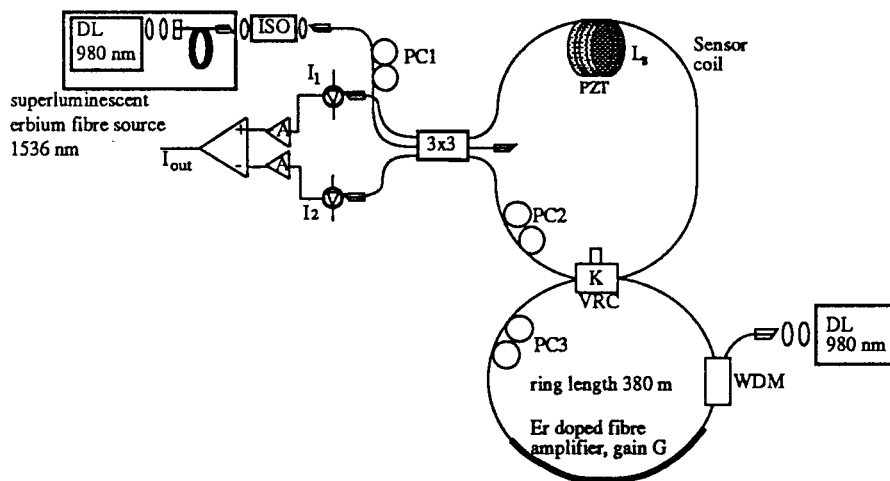 DL
980 nm
ISO
PC1
superluminescent
erbium fibre source
1536 nm
I1
A
+
-
A
Iout
I2
3x3
PZT
Ls
Sensor
coil
PC2
K
VRC
PC3
ring length 380 m
Er doped fibre
amplifier, gain G
WDM
DL
980 nm